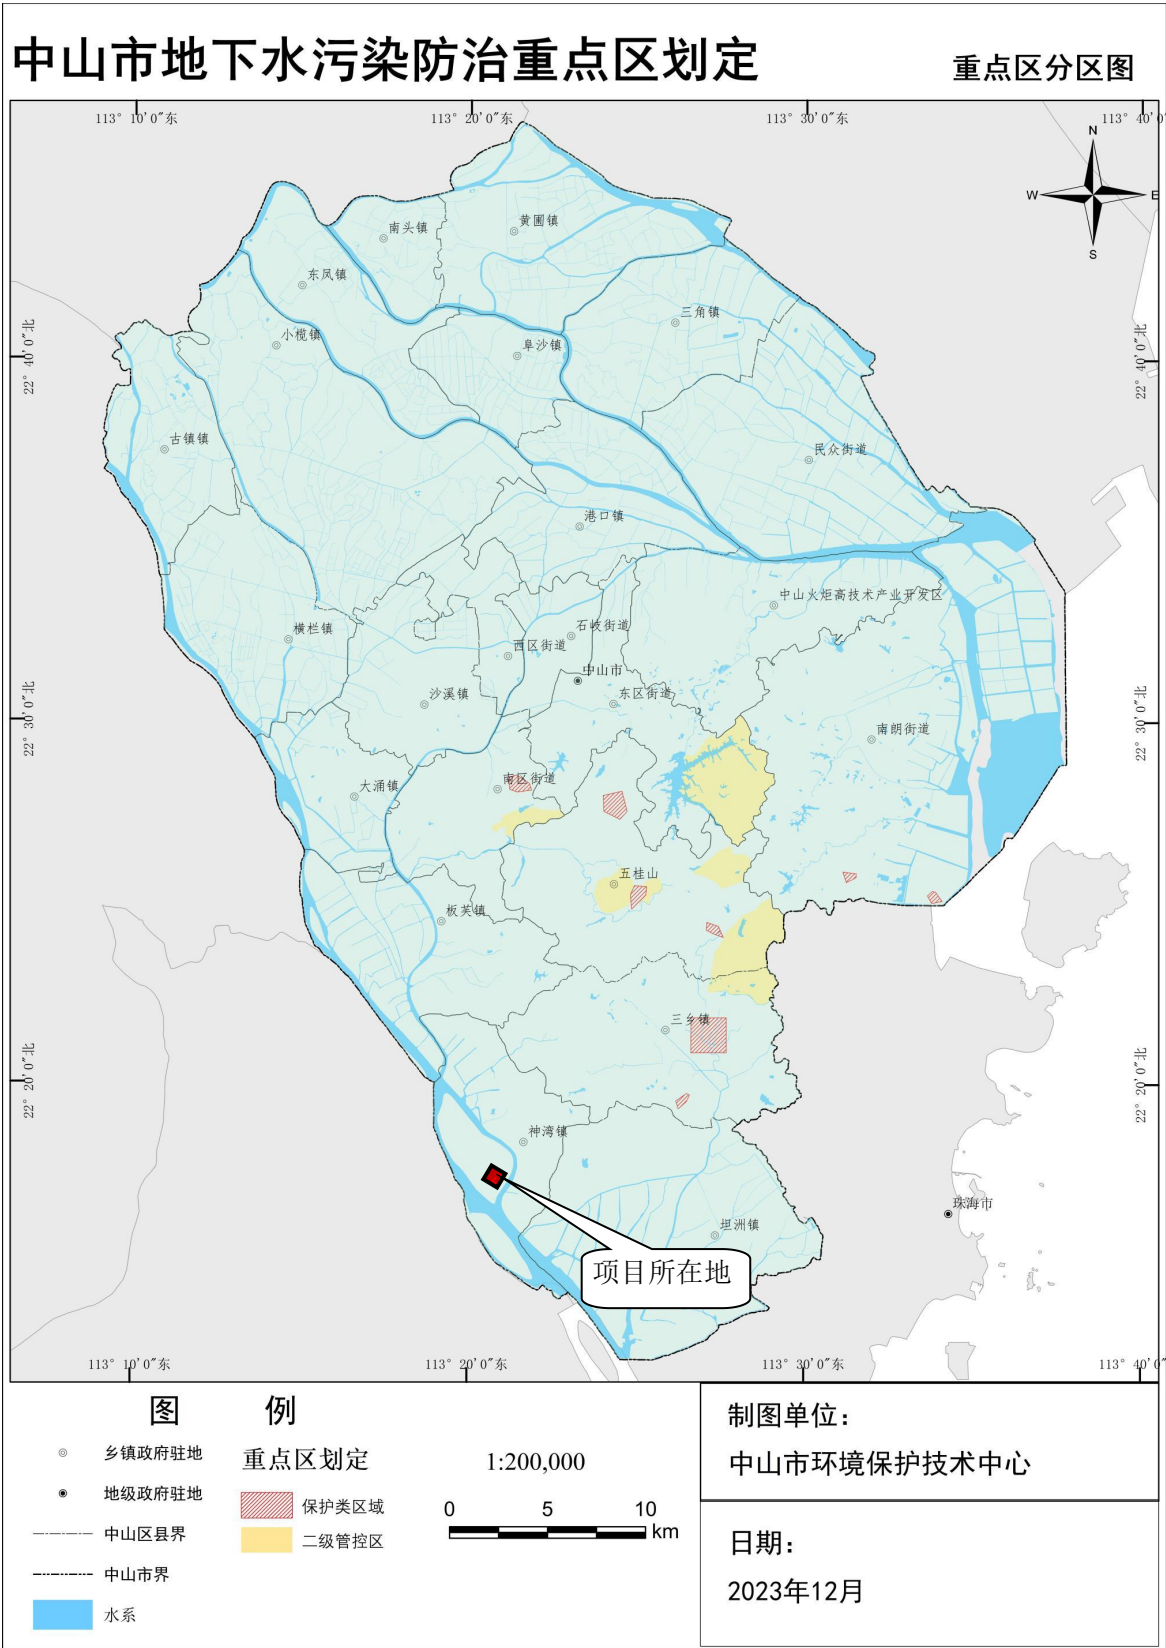 中山市地下水污染防治重点区划定
重点区分区图
113° 10′0″东
113° 20′0″东
113° 30′0″东
113° 40′0
N
W
E
S
22° 40′0″北
22° 40′0″北
22° 30′0″北
22° 30′0″北
22° 20′0″北
22° 20′0″北
黄圃镇
南头镇
东凤镇
三角镇
小榄镇
阜沙镇
古镇镇
民众街道
港口镇
中山火炬高技术产业开发区
石岐街道
横栏镇
西区街道
中山市
沙溪镇
东区街道
南朗街道
南区街道
大涌镇
五桂山
板芙镇
三乡镇
神湾镇
珠海市
坦洲镇
项目所在地
113° 10′0″东
113° 20′0″东
113° 30′0″东
113° 40′0
图 例
乡镇政府驻地
地级政府驻地
中山区县界
中山市界
水系
重点区划定
保护类区域
二级管控区
1:200,000
0 5 10
km
制图单位：
中山市环境保护技术中心
日期：
2023年12月